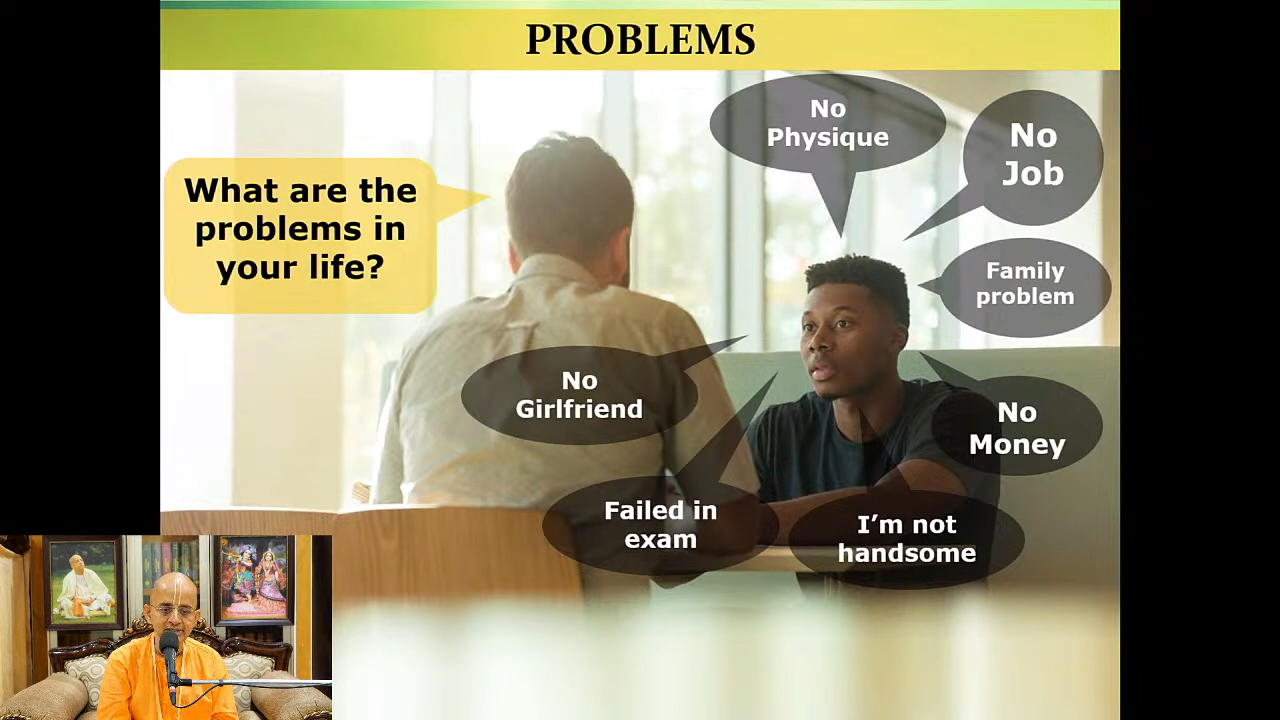 PROBLEMS
What are the
problems in
your life?
No
Physique
No
Job
Family
problem
No
Girlfriend
No
Money
Failed in
exam
I’m not
handsome